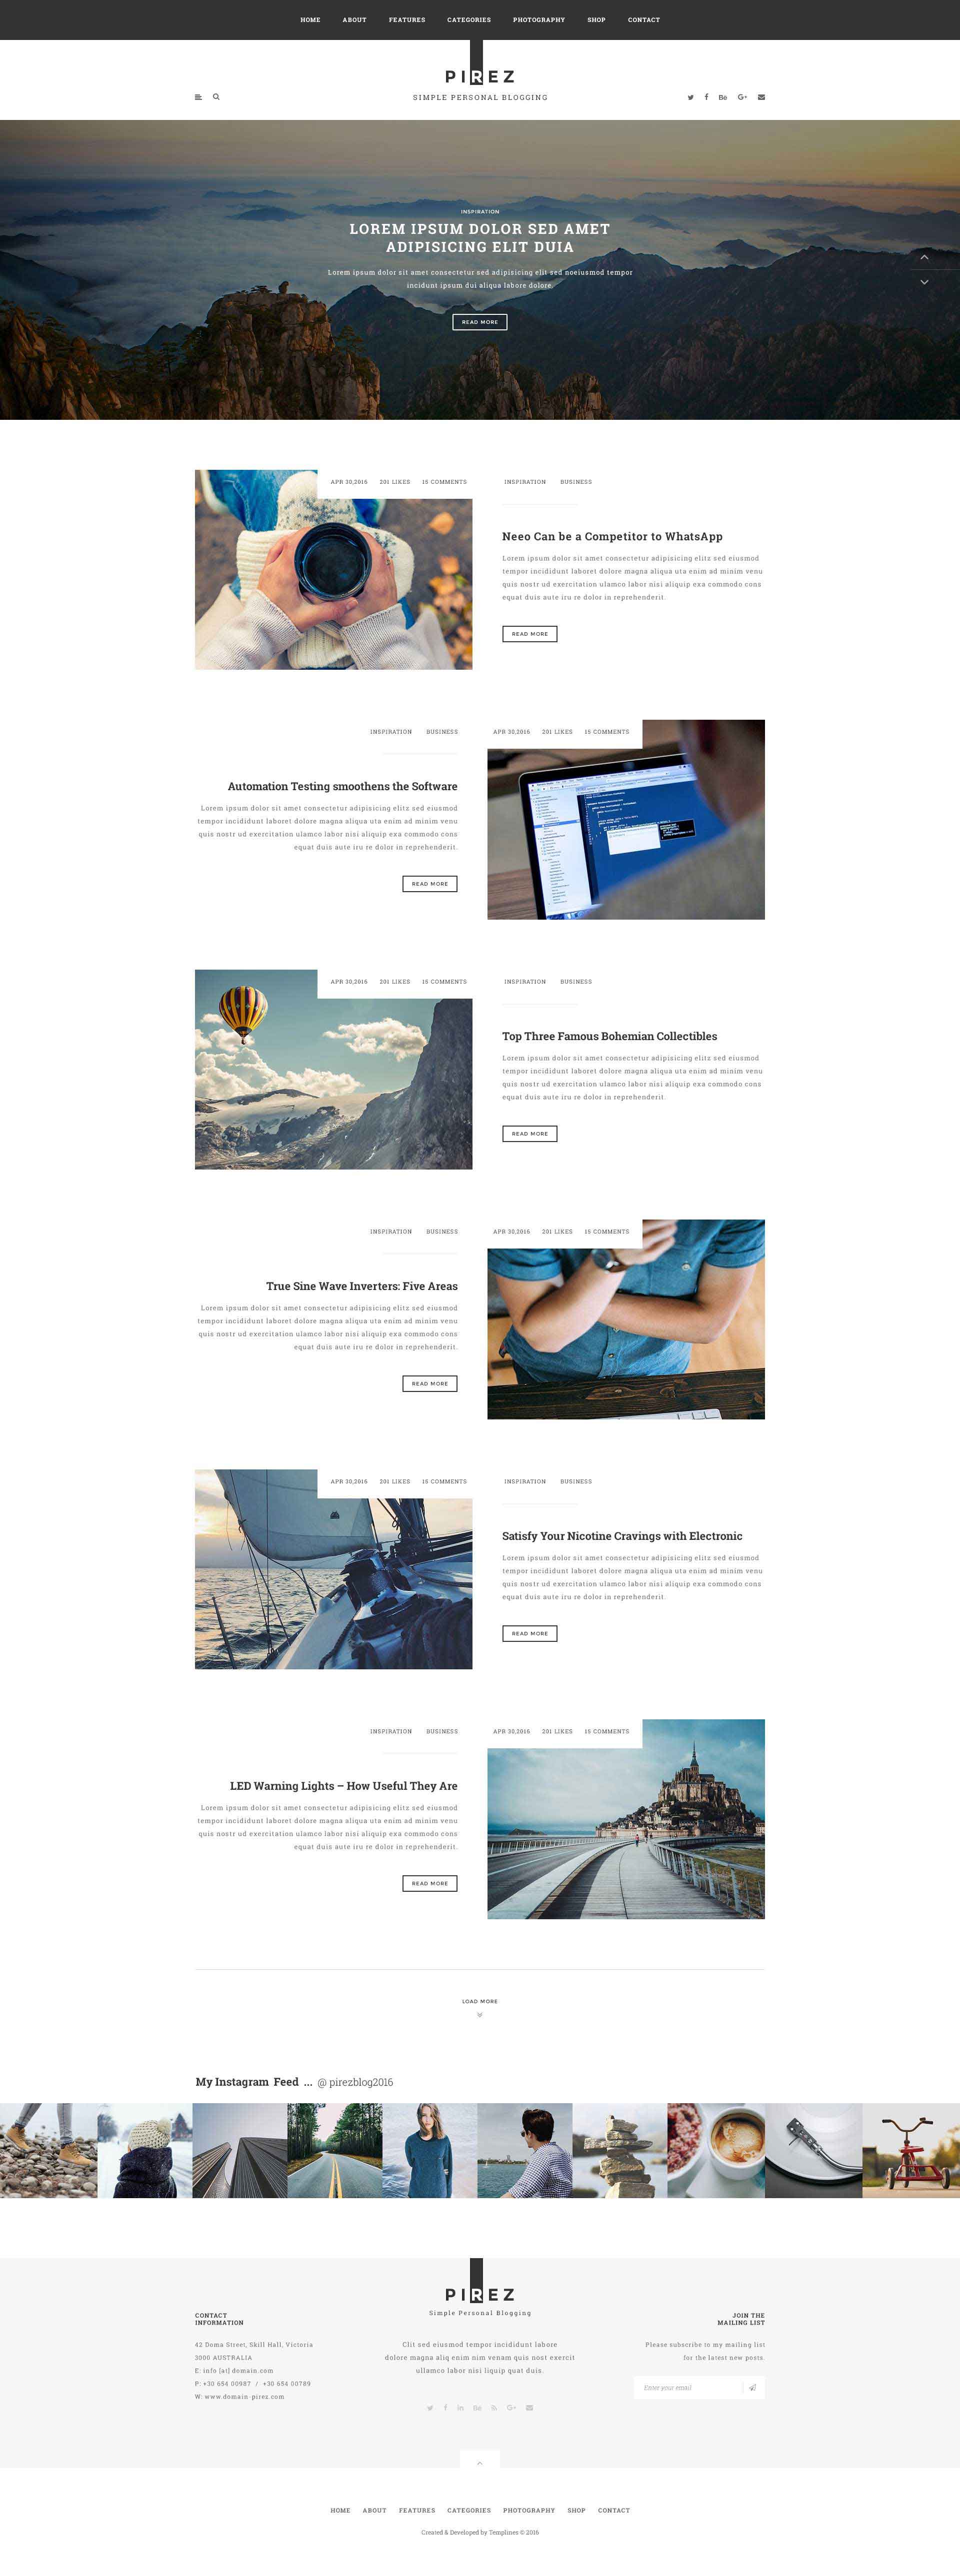 HOME ABOUT FEATURES CATEGORIES PHOTOGRAPHY SHOP CONTACT
PIREZ
SIMPLE PERSONAL BLOGGING
INSPIRATION
LOREM IPSUM DOLOR SED AMET
ADIPISICING ELIT DUIA
Lorem ipsum dolor sit amet consectetur sed adipisicing elit sed noeiusmod tempor
incidunt ipsum dui aliqua labore dolore.
READ MORE
APR 30,2016 201 LIKES 15 COMMENTS
INSPIRATION BUSINESS
Neeo Can be a Competitor to WhatsApp
Lorem ipsum dolor sit amet consectetur adipisicing elitz sed eiusmod
tempor incididunt laboret dolore magna aliqua uta enim ad minim venu
quis nostr ud exercitation ulamco labor nisi aliquip exa commodo cons
equat duis aute iru re dolor in reprehenderit.
READ MORE
INSPIRATION BUSINESS
APR 30,2016 201 LIKES 15 COMMENTS
Automation Testing smoothens the Software
Lorem ipsum dolor sit amet consectetur adipisicing elitz sed eiusmod
tempor incididunt laboret dolore magna aliqua uta enim ad minim venu
quis nostr ud exercitation ulamco labor nisi aliquip exa commodo cons
equat duis aute iru re dolor in reprehenderit.
READ MORE
APR 30,2016 201 LIKES 15 COMMENTS
INSPIRATION BUSINESS
Top Three Famous Bohemian Collectibles
Lorem ipsum dolor sit amet consectetur adipisicing elitz sed eiusmod
tempor incididunt laboret dolore magna aliqua uta enim ad minim venu
quis nostr ud exercitation ulamco labor nisi aliquip exa commodo cons
equat duis aute iru re dolor in reprehenderit.
READ MORE
INSPIRATION BUSINESS
APR 30,2016 201 LIKES 15 COMMENTS
True Sine Wave Inverters: Five Areas
Lorem ipsum dolor sit amet consectetur adipisicing elitz sed eiusmod
tempor incididunt laboret dolore magna aliqua uta enim ad minim venu
quis nostr ud exercitation ulamco labor nisi aliquip exa commodo cons
equat duis aute iru re dolor in reprehenderit.
READ MORE
APR 30,2016 201 LIKES 15 COMMENTS
INSPIRATION BUSINESS
Satisfy Your Nicotine Cravings with Electronic
Lorem ipsum dolor sit amet consectetur adipisicing elitz sed eiusmod
tempor incididunt laboret dolore magna aliqua uta enim ad minim venu
quis nostr ud exercitation ulamco labor nisi aliquip exa commodo cons
equat duis aute iru re dolor in reprehenderit.
READ MORE
INSPIRATION BUSINESS
APR 30,2016 201 LIKES 15 COMMENTS
LED Warning Lights – How Useful They Are
Lorem ipsum dolor sit amet consectetur adipisicing elitz sed eiusmod
tempor incididunt laboret dolore magna aliqua uta enim ad minim venu
quis nostr ud exercitation ulamco labor nisi aliquip exa commodo cons
equat duis aute iru re dolor in reprehenderit.
READ MORE
LOAD MORE
My Instagram Feed ... @ pirezblog2016
PIREZ
Simple Personal Blogging
Clit sed eiusmod tempor incididunt labore
dolore magna aliq enim nim venam quis nost exercit
ullamco labor nisi liquip quat duis.
CONTACT
INFORMATION
42 Doma Street, Skill Hall, Victoria
3000 AUSTRALIA
E: info [at] domain.com
P: +30 654 00987 / +30 654 00789
W: www.domain-pirez.com
JOIN THE
MAILING LIST
Please subscribe to my mailing list
for the latest new posts.
Enter your email
HOME ABOUT FEATURES CATEGORIES PHOTOGRAPHY SHOP CONTACT
Created & Developed by Templines © 2016